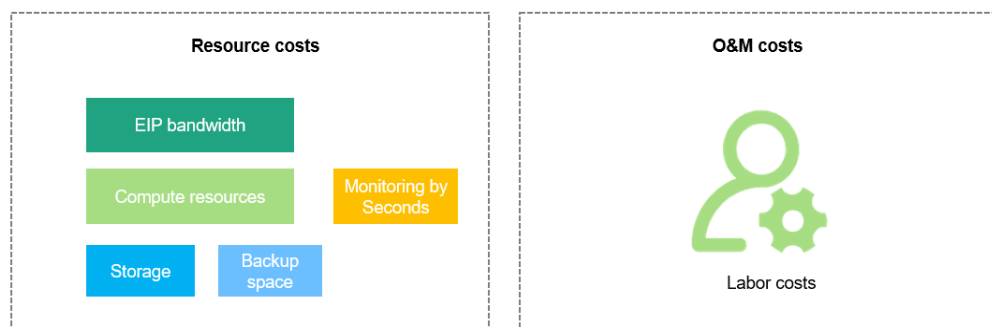 Resource costs
EIP bandwidth
Compute resources
Monitoring by
Seconds
Storage
Backup
space
O&M costs
Labor costs